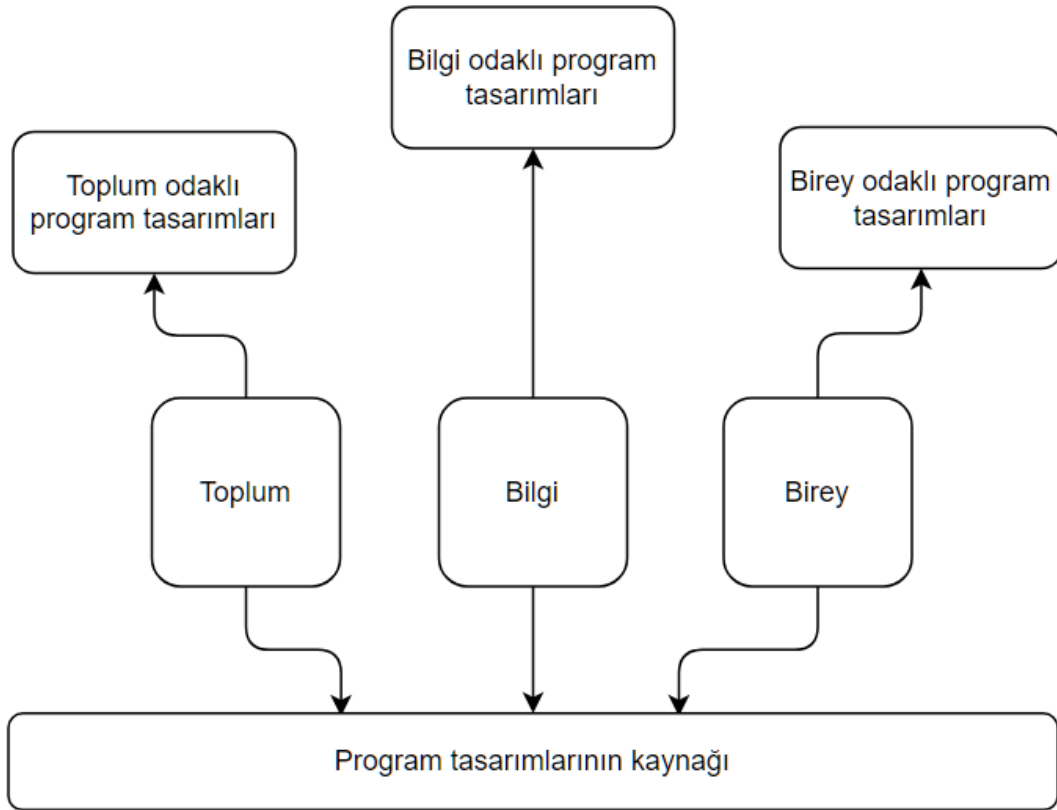 Bilgi odaklı program
tasarımları
Toplum odaklı
program tasarımları
Birey odaklı program
tasarımları
Toplum
Bilgi
Birey
Program tasarımlarının kaynağı